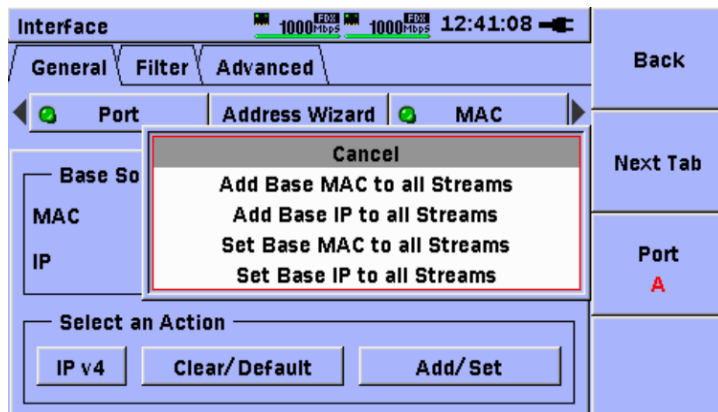 Interface 1000 FDX Mbps 1000 FDX Mbps 12:41:08
General Filter Advanced
Port Address Wizard MAC
Cancel
Add Base MAC to all Streams
Add Base IP to all Streams
Set Base MAC to all Streams
Set Base IP to all Streams
Base So
MAC
IP
Select an Action
IP v4 Clear/Default Add/Set
Back
Next Tab
Port
A